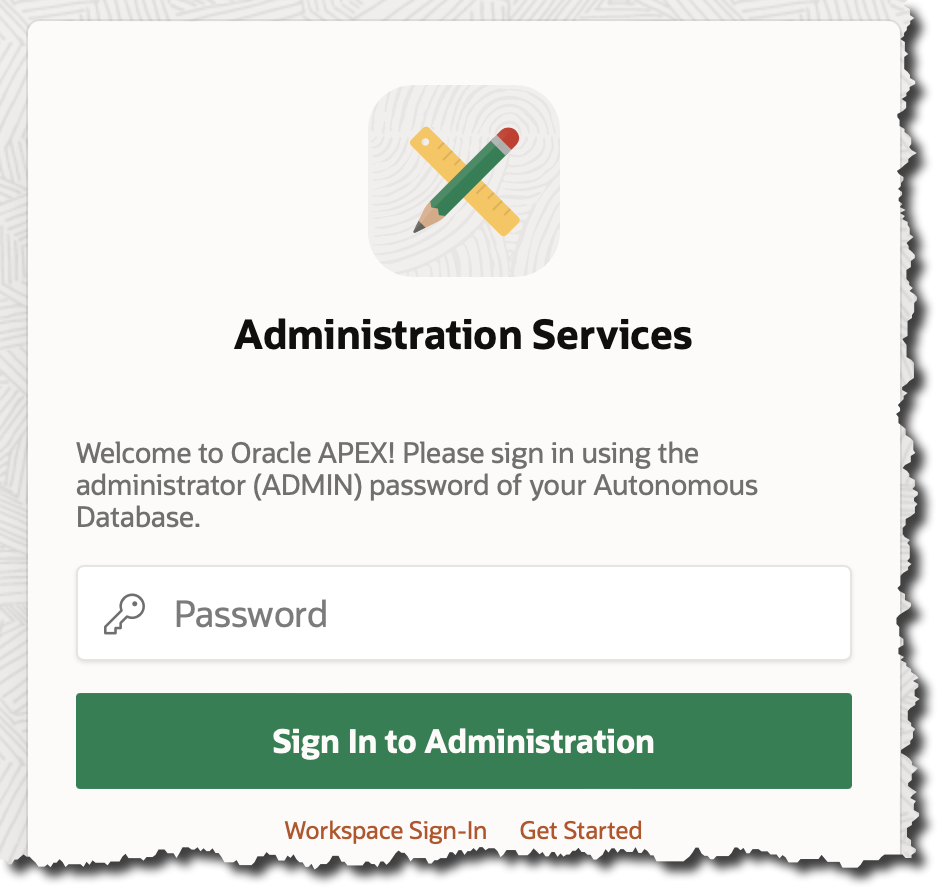 Administration Services
Welcome to Oracle APEX! Please sign in using the
administrator (ADMIN) password of your Autonomous
Database.
Password
Sign In to Administration
Workspace Sign-In Get Started